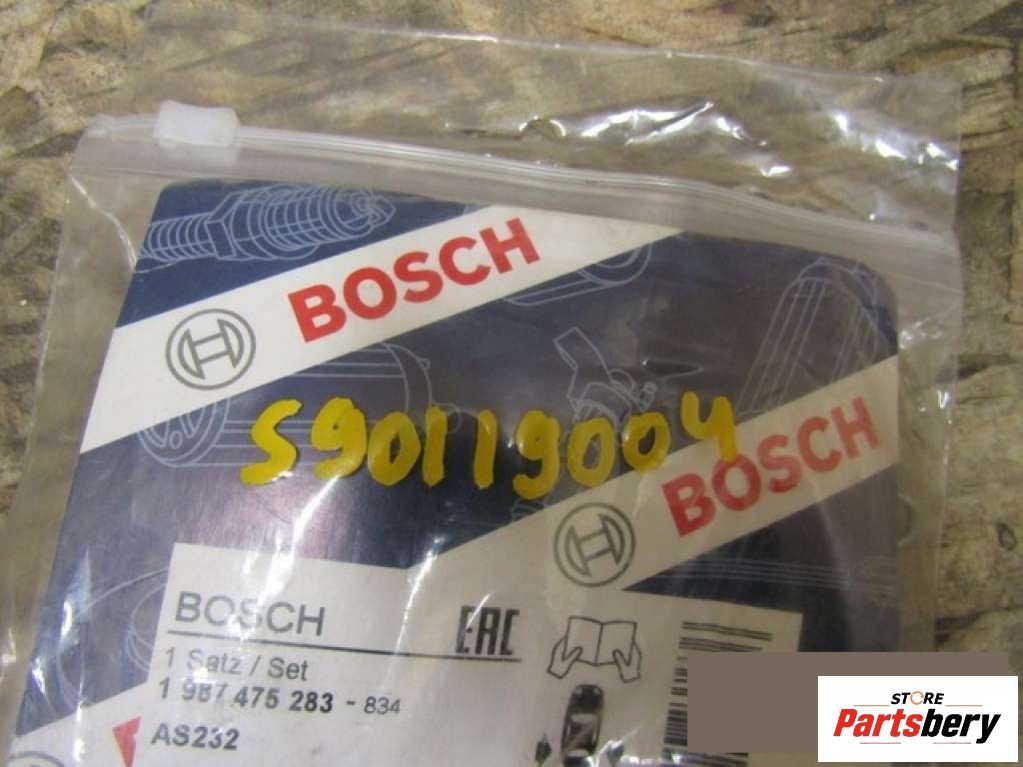 BOSCH
S90119004
BOSCH
BOSCH
EAC
1 Satz / Set
1 987 475 283 - 834
AS232
STORE
Partsbery